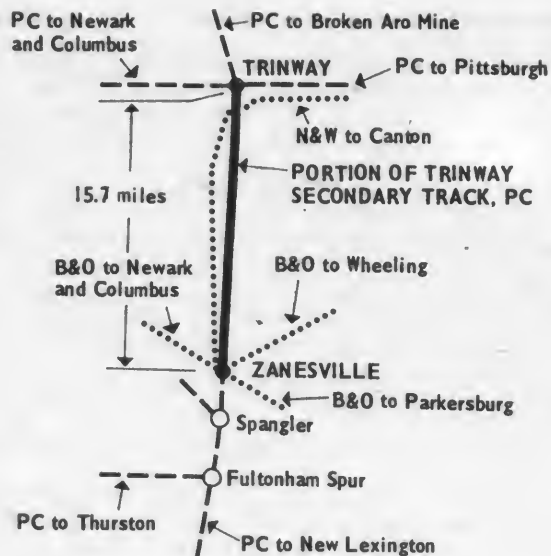 PC to Newark
and Columbus
PC to Broken Aro Mine
TRINWAY
PC to Pittsburgh
N&W to Canton
PORTION OF TRINWAY
SECONDARY TRACK, PC
15.7 miles
B&O to Newark
and Columbus
B&O to Wheeling
ZANESVILLE
B&O to Parkersburg
Spangler
Fultonham Spur
PC to Thurston
PC to New Lexington